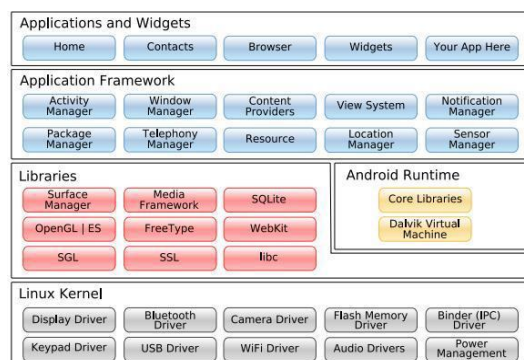 Applications and Widgets
Home
Contacts
Browser
Widgets
Your App Here
Application Framework
Activity
Manager
Window
Manager
Content
Providers
View System
Notification
Manager
Package
Manager
Telephony
Manager
Resource
Location
Manager
Sensor
Manager
Libraries
Surface
Manager
Media
Framework
SQLite
OpenGL | ES
FreeType
WebKit
SGL
SSL
libc
Android Runtime
Core Libraries
Dalvik Virtual
Machine
Linux Kernel
Display Driver
Bluetooth
Driver
Camera Driver
Flash Memory
Driver
Binder (IPC)
Driver
Keypad Driver
USB Driver
WiFi Driver
Audio Drivers
Power
Management